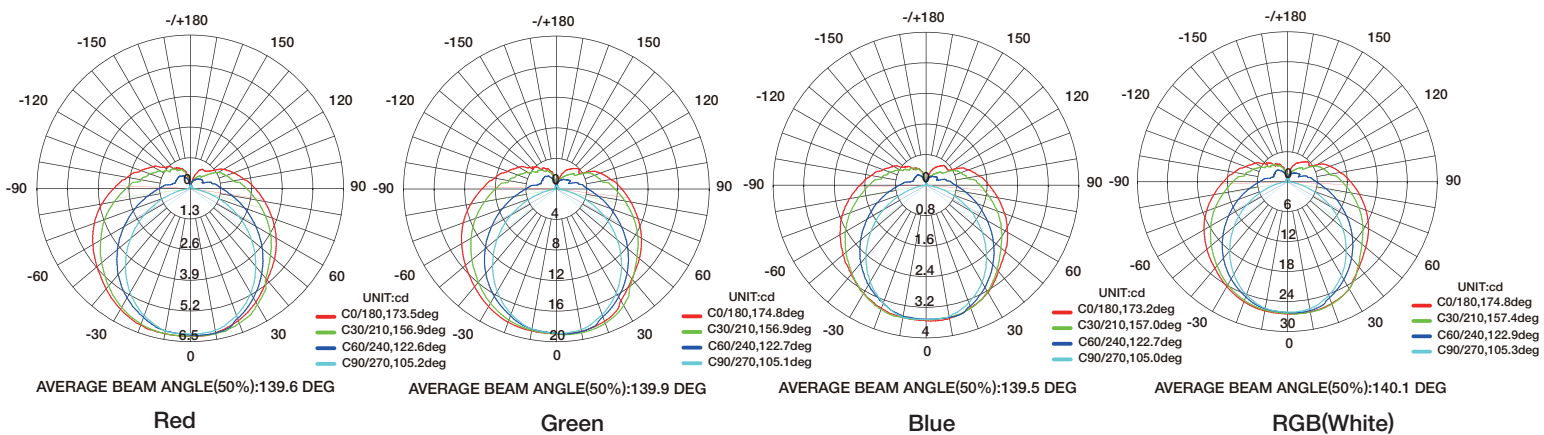 -/+180
-150
150
-120
120
-90
90
-60
60
-30
30
0
0
1.3
2.6
3.9
5.2
6.5
UNIT:cd
C0/180,173.5deg
C30/210,156.9deg
C60/240,122.6deg
C90/270,105.2deg
AVERAGE BEAM ANGLE(50%):139.6 DEG
Red
-/+180
-150
150
-120
120
-90
90
-60
60
-30
30
0
0
4
8
12
16
20
UNIT:cd
C0/180,174.8deg
C30/210,156.9deg
C60/240,122.7deg
C90/270,105.1deg
AVERAGE BEAM ANGLE(50%):139.9 DEG
Green
-/+180
-150
150
-120
120
-90
90
-60
60
-30
30
0
0
0.8
1.6
2.4
3.2
4
UNIT:cd
C0/180,173.2deg
C30/210,157.0deg
C60/240,122.7deg
C90/270,105.0deg
AVERAGE BEAM ANGLE(50%):139.5 DEG
Blue
-/+180
-150
150
-120
120
-90
90
-60
60
-30
30
0
0
6
12
18
24
30
UNIT:cd
C0/180,174.8deg
C30/210,157.4deg
C60/240,122.9deg
C90/270,105.3deg
AVERAGE BEAM ANGLE(50%):140.1 DEG
RGB(White)